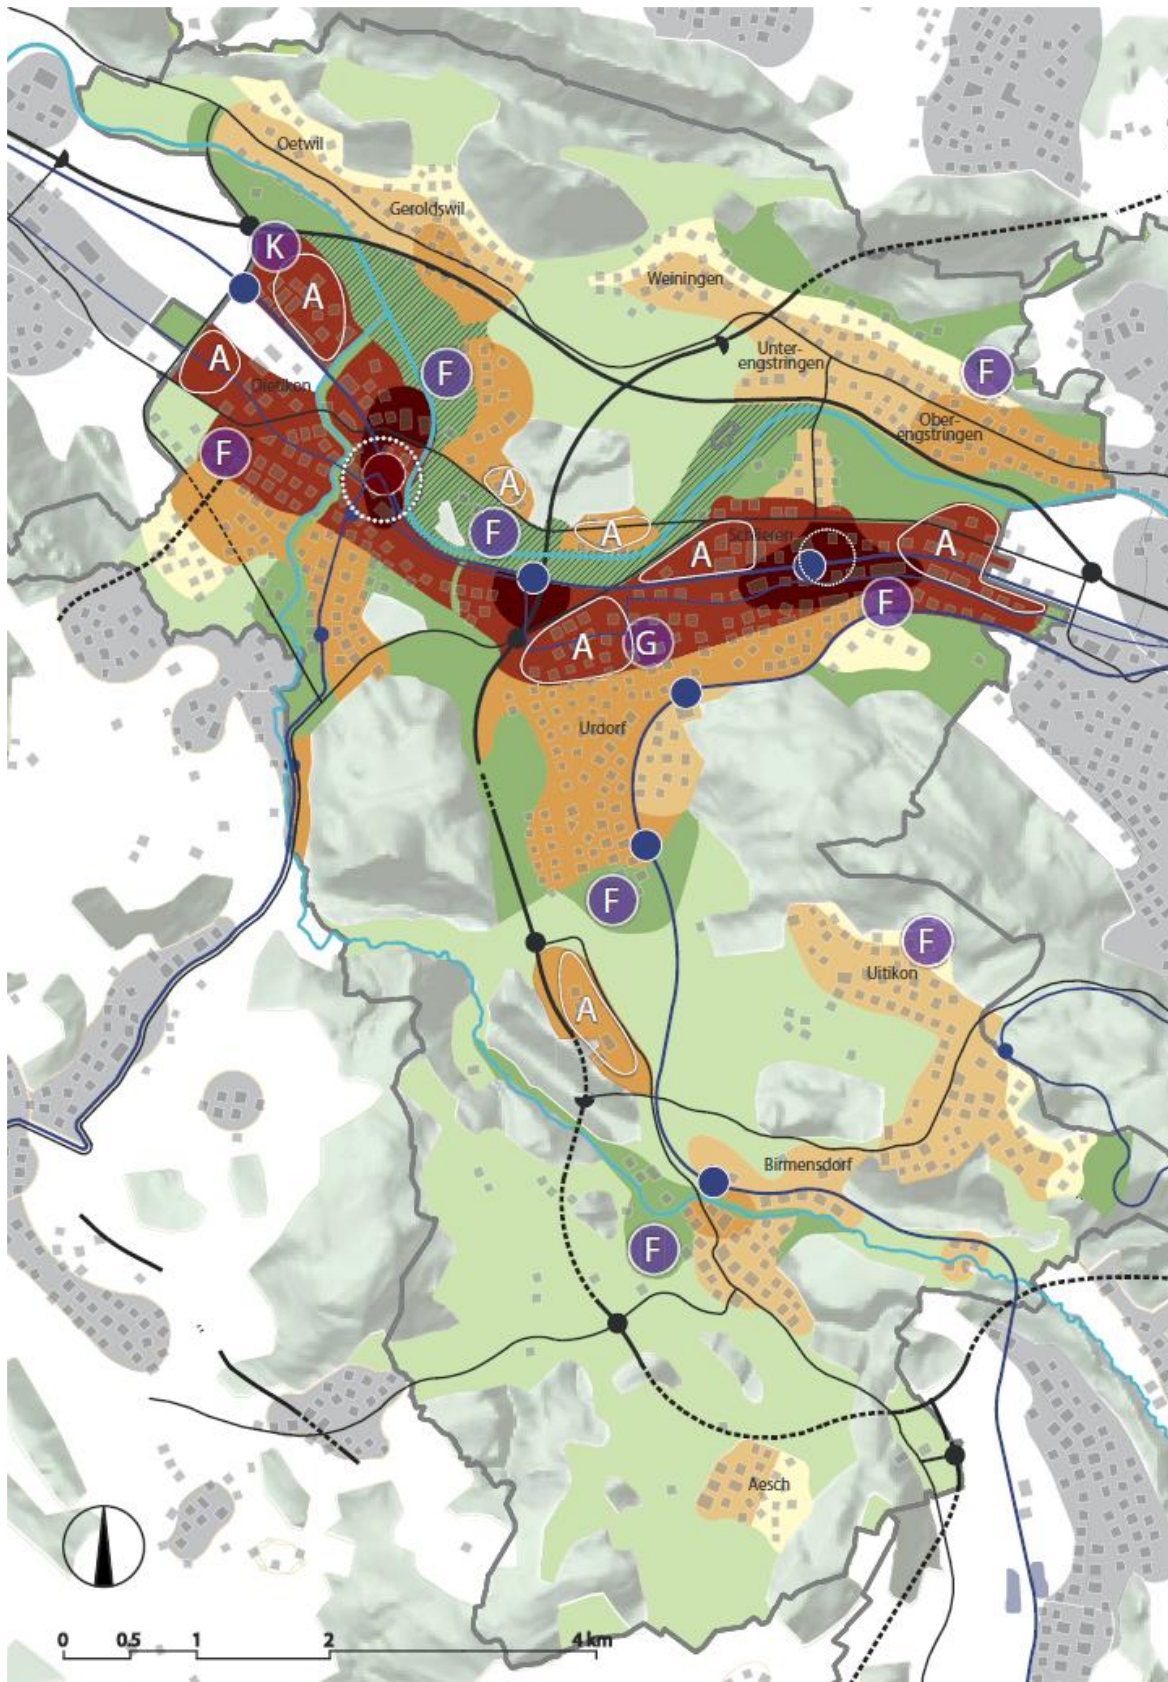 Oetwil
Geroldswil
K
Weiningen
A
A
Unter-
engstringen
F
F
Dietikon
Ober-
engstringen
F
A
F
A
A
Schlieren
A
F
A
G
Urdorf
F
F
Uitikon
A
Birmensdorf
F
Aesch
0 0.5 1 2 4 km